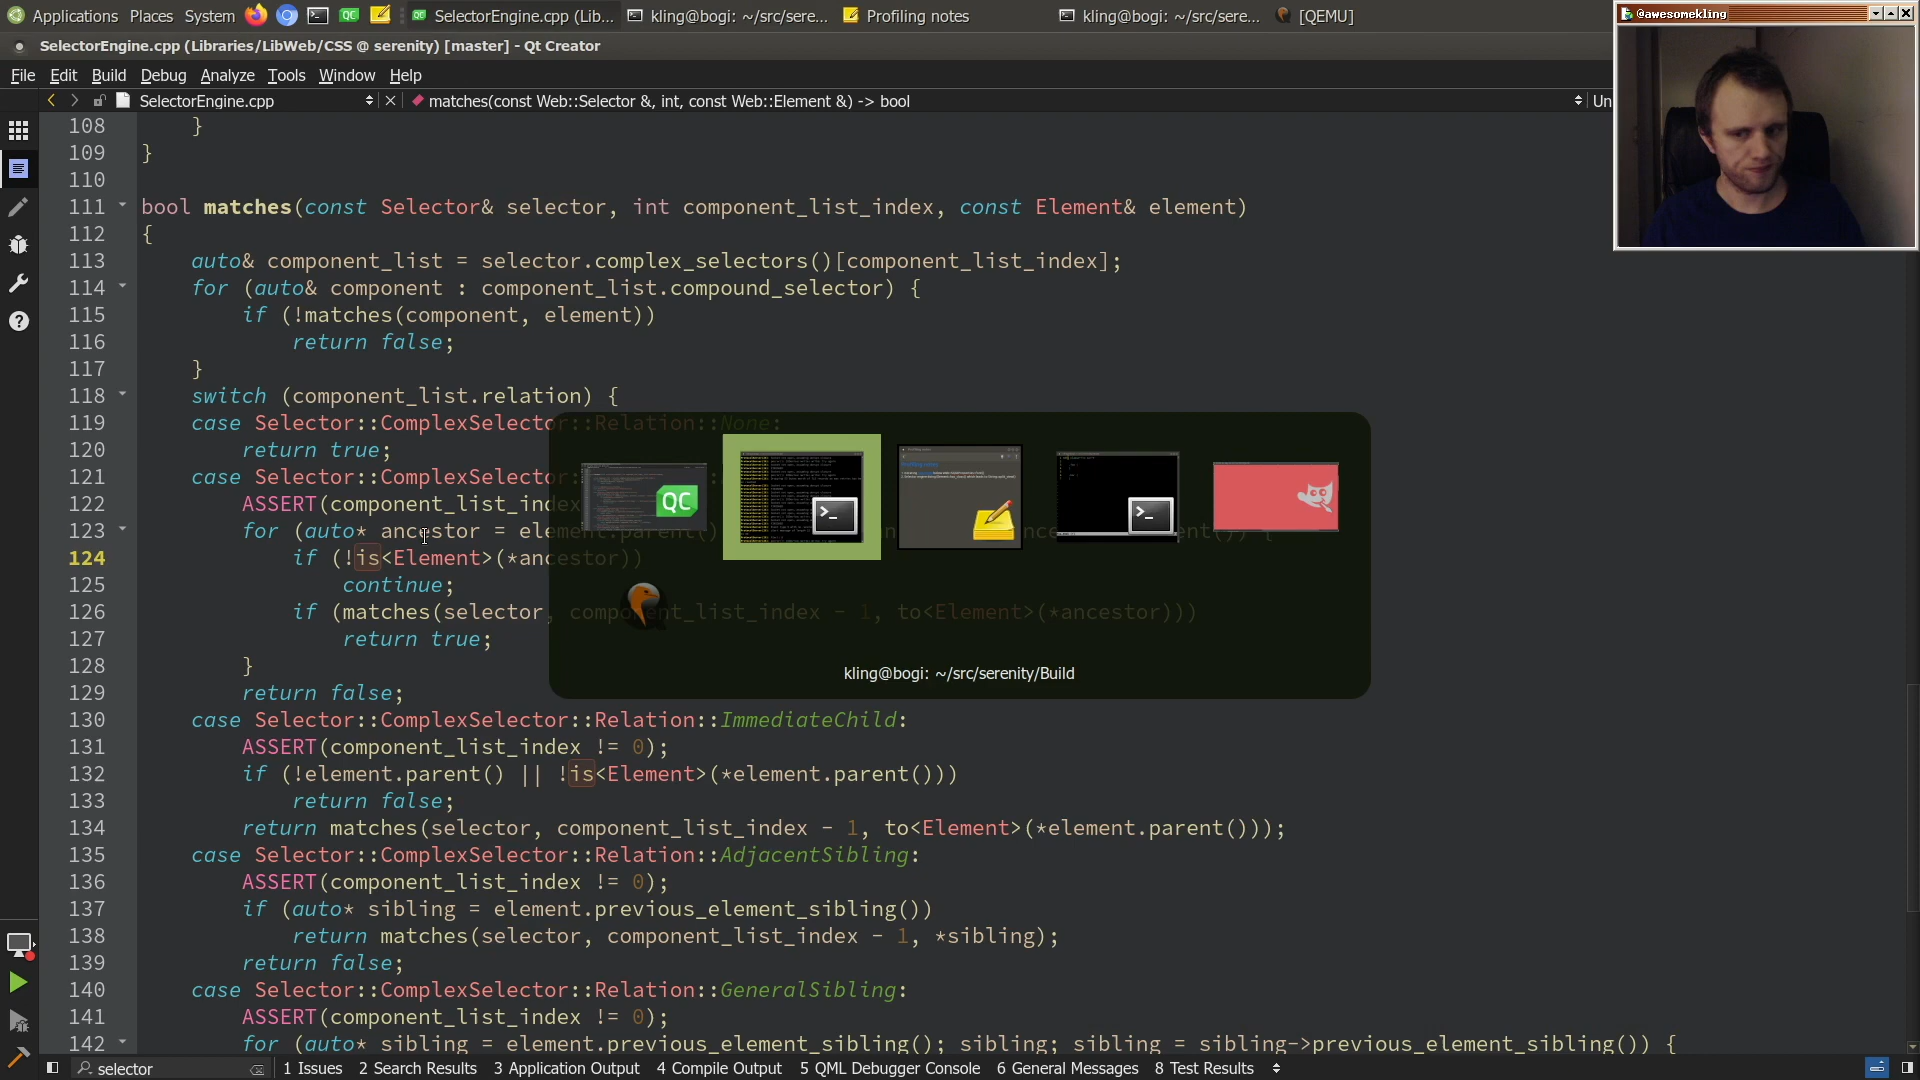 Applications Places System QC SelectorEngine.cpp (Lib... kling@bogi: ~/src/sere... Profiling notes kling@bogi: ~/src/sere... [QEMU]
@awesomekling
SelectorEngine.cpp (Libraries/LibWeb/CSS @ serenity) [master] - Qt Creator
File Edit Build Debug Analyze Tools Window Help
SelectorEngine.cpp matches(const Web::Selector &, int, const Web::Element &) -> bool Un
108 }
109 }
110
111 bool matches(const Selector& selector, int component_list_index, const Element& element)
112 {
113 auto& component_list = selector.complex_selectors()[component_list_index];
114 for (auto& component : component_list.compound_selector) {
115 if (!matches(component, element))
116 return false;
117 }
118 switch (component_list.relation) {
119 case Selector::ComplexSelector::Relation::None:
120 return true;
121 case Selector::ComplexSelector::
122 ASSERT(component_list_index
123 for (auto* ancestor = element.parent()
124 if (!is<Element>(*ancestor))
125 continue;
126 if (matches(selector, component_list_index - 1, to<Element>(*ancestor)))
127 return true;
128 }
129 return false;
130 case Selector::ComplexSelector::Relation::ImmediateChild:
131 ASSERT(component_list_index != 0);
132 if (!element.parent() || !is<Element>(*element.parent()))
133 return false;
134 return matches(selector, component_list_index - 1, to<Element>(*element.parent()));
135 case Selector::ComplexSelector::Relation::AdjacentSibling:
136 ASSERT(component_list_index != 0);
137 if (auto* sibling = element.previous_element_sibling())
138 return matches(selector, component_list_index - 1, *sibling);
139 return false;
140 case Selector::ComplexSelector::Relation::GeneralSibling:
141 ASSERT(component_list_index != 0);
142 for (auto* sibling = element.previous_element_sibling(); sibling; sibling = sibling->previous_element_sibling()) {
QC
kling@bogi: ~/src/serenity/Build
selector 1 Issues 2 Search Results 3 Application Output 4 Compile Output 5 QML Debugger Console 6 General Messages 8 Test Results